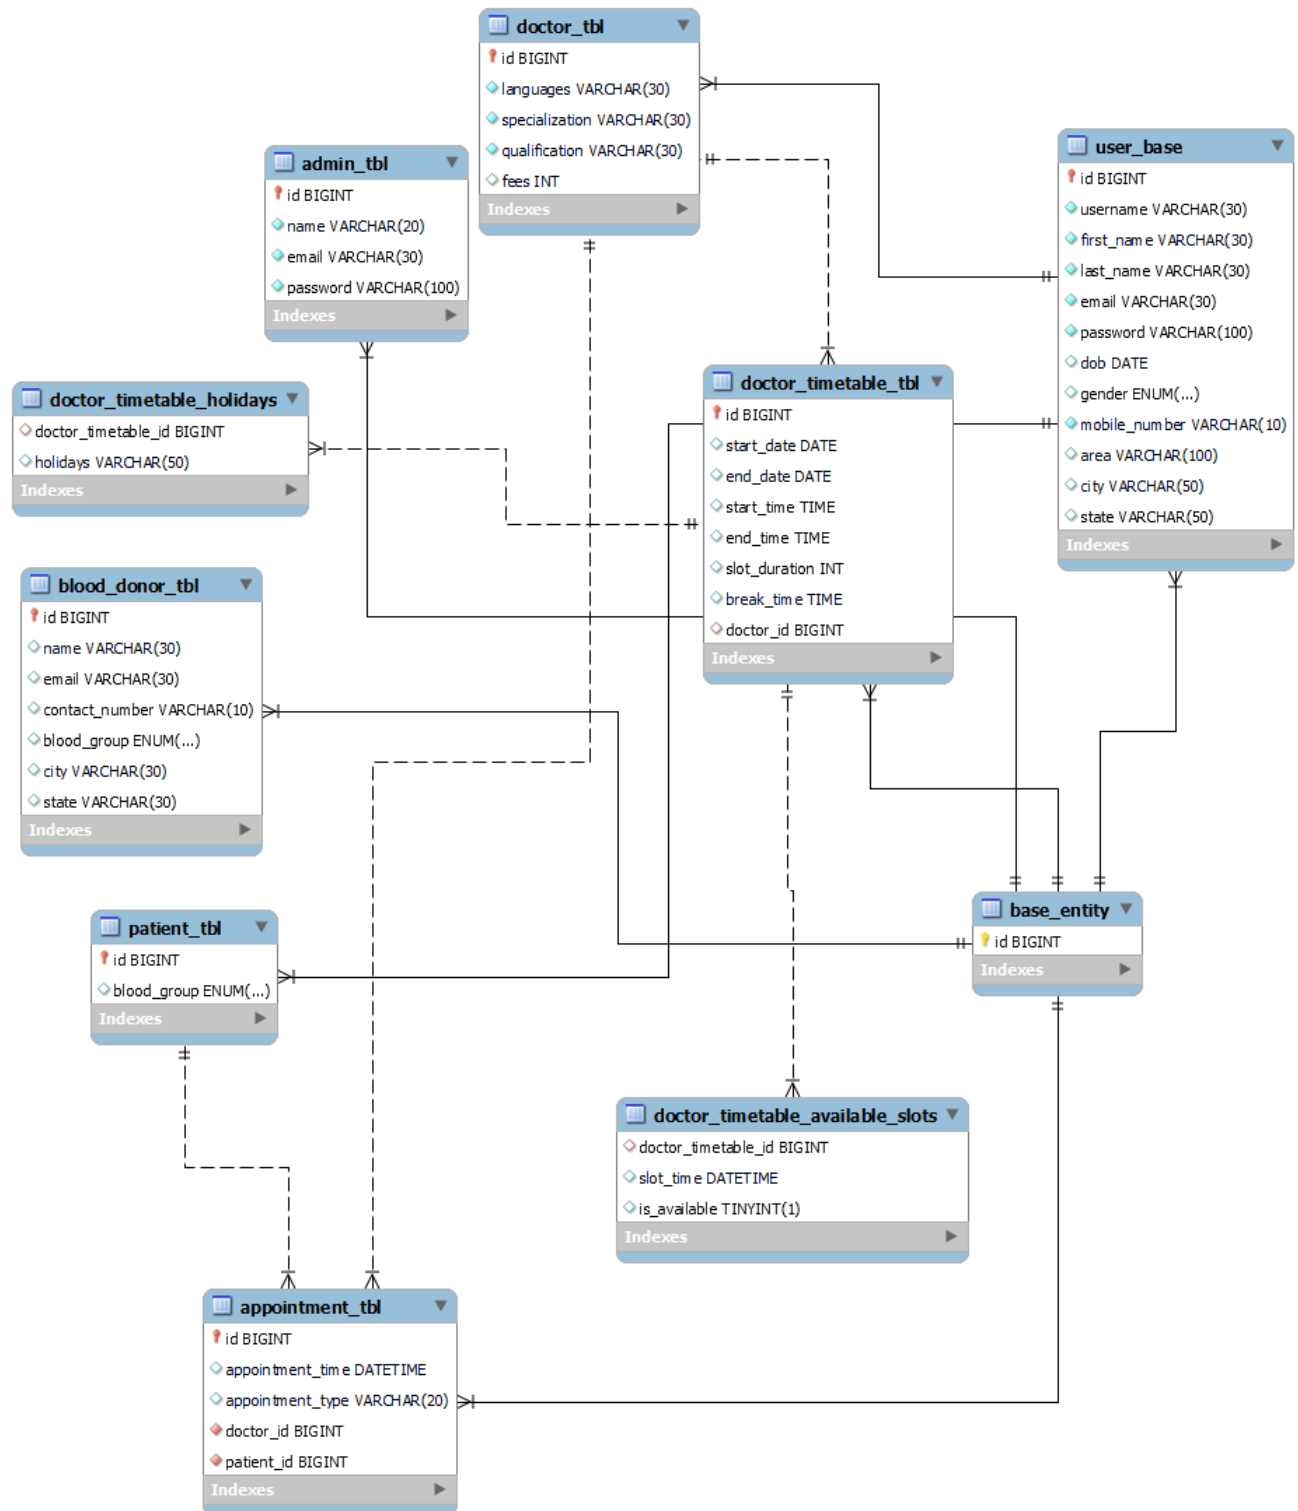 doctor_tbl
id BIGINT
languages VARCHAR(30)
specialization VARCHAR(30)
qualification VARCHAR(30)
fees INT
Indexes
admin_tbl
id BIGINT
name VARCHAR(20)
email VARCHAR(30)
password VARCHAR(100)
Indexes
user_base
id BIGINT
username VARCHAR(30)
first_name VARCHAR(30)
last_name VARCHAR(30)
email VARCHAR(30)
password VARCHAR(100)
dob DATE
gender ENUM(...)
mobile_number VARCHAR(10)
area VARCHAR(100)
city VARCHAR(50)
state VARCHAR(50)
Indexes
doctor_timetable_holidays
doctor_timetable_id BIGINT
holidays VARCHAR(50)
Indexes
doctor_timetable_tbl
id BIGINT
start_date DATE
end_date DATE
start_time TIME
end_time TIME
slot_duration INT
break_time TIME
doctor_id BIGINT
Indexes
blood_donor_tbl
id BIGINT
name VARCHAR(30)
email VARCHAR(30)
contact_number VARCHAR(10)
blood_group ENUM(...)
city VARCHAR(30)
state VARCHAR(30)
Indexes
base_entity
id BIGINT
Indexes
patient_tbl
id BIGINT
blood_group ENUM(...)
Indexes
doctor_timetable_available_slots
doctor_timetable_id BIGINT
slot_time DATETIME
is_available TINYINT(1)
Indexes
appointment_tbl
id BIGINT
appointment_time DATETIME
appointment_type VARCHAR(20)
doctor_id BIGINT
patient_id BIGINT
Indexes